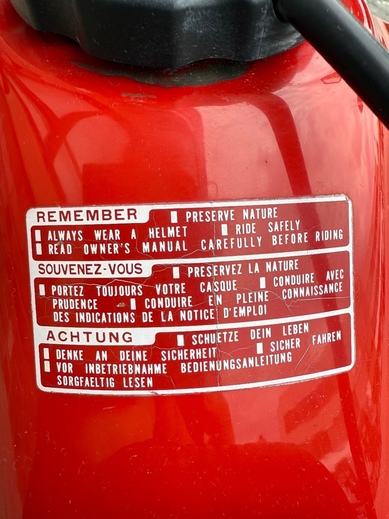 REMEMBER ▮ PRESERVE NATURE
▮ ALWAYS WEAR A HELMET ▮ RIDE SAFELY
▮ READ OWNER'S MANUAL CAREFULLY BEFORE RIDING
SOUVENEZ-VOUS ▮ PRESERVEZ LA NATURE
▮ PORTEZ TOUJOURS VOTRE CASQUE ▮ CONDUIRE AVEC
PRUDENCE ▮ CONDUIRE EN PLEINE CONNAISSANCE
DES INDICATIONS DE LA NOTICE D'EMPLOI
ACHTUNG ▮ SCHUETZE DEIN LEBEN
▮ DENKE AN DEINE SICHERHEIT ▮ SICHER FAHREN
▮ VOR INBETRIEBNAHME BEDIENUNGSANLEITUNG
SORGFAELTIG LESEN